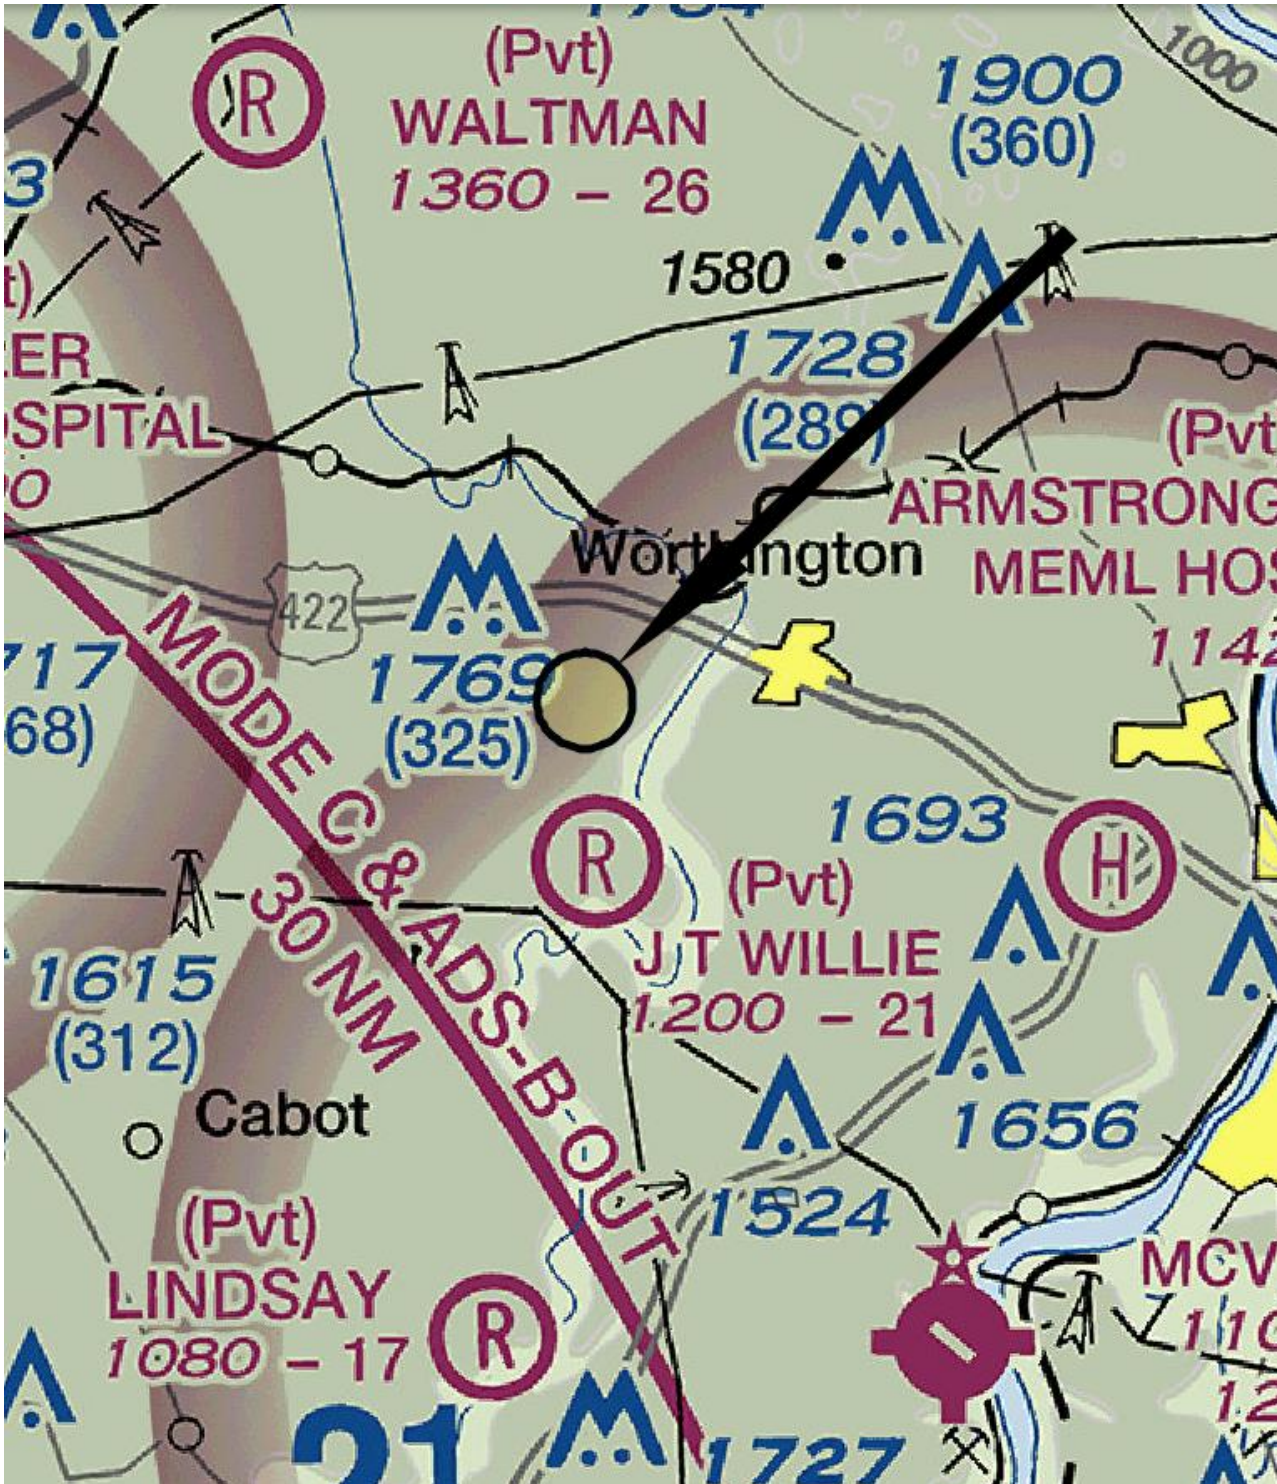 1000
(Pvt)
WALTMAN
1360 - 26
R
1900
(360)
3
1580
1728
(289)
SPITAL
Worthington
(Pvt
ARMSTRONG
MEML HOS
1142
422
1769
(325)
717
68)
MODE C & ADS-B-OUT
30 NM
R
(Pvt)
J T WILLIE
1200 - 21
1693
H
1615
(312)
Cabot
1656
1524
(Pvt)
LINDSAY
1080 - 17
R
MCV
21
1727